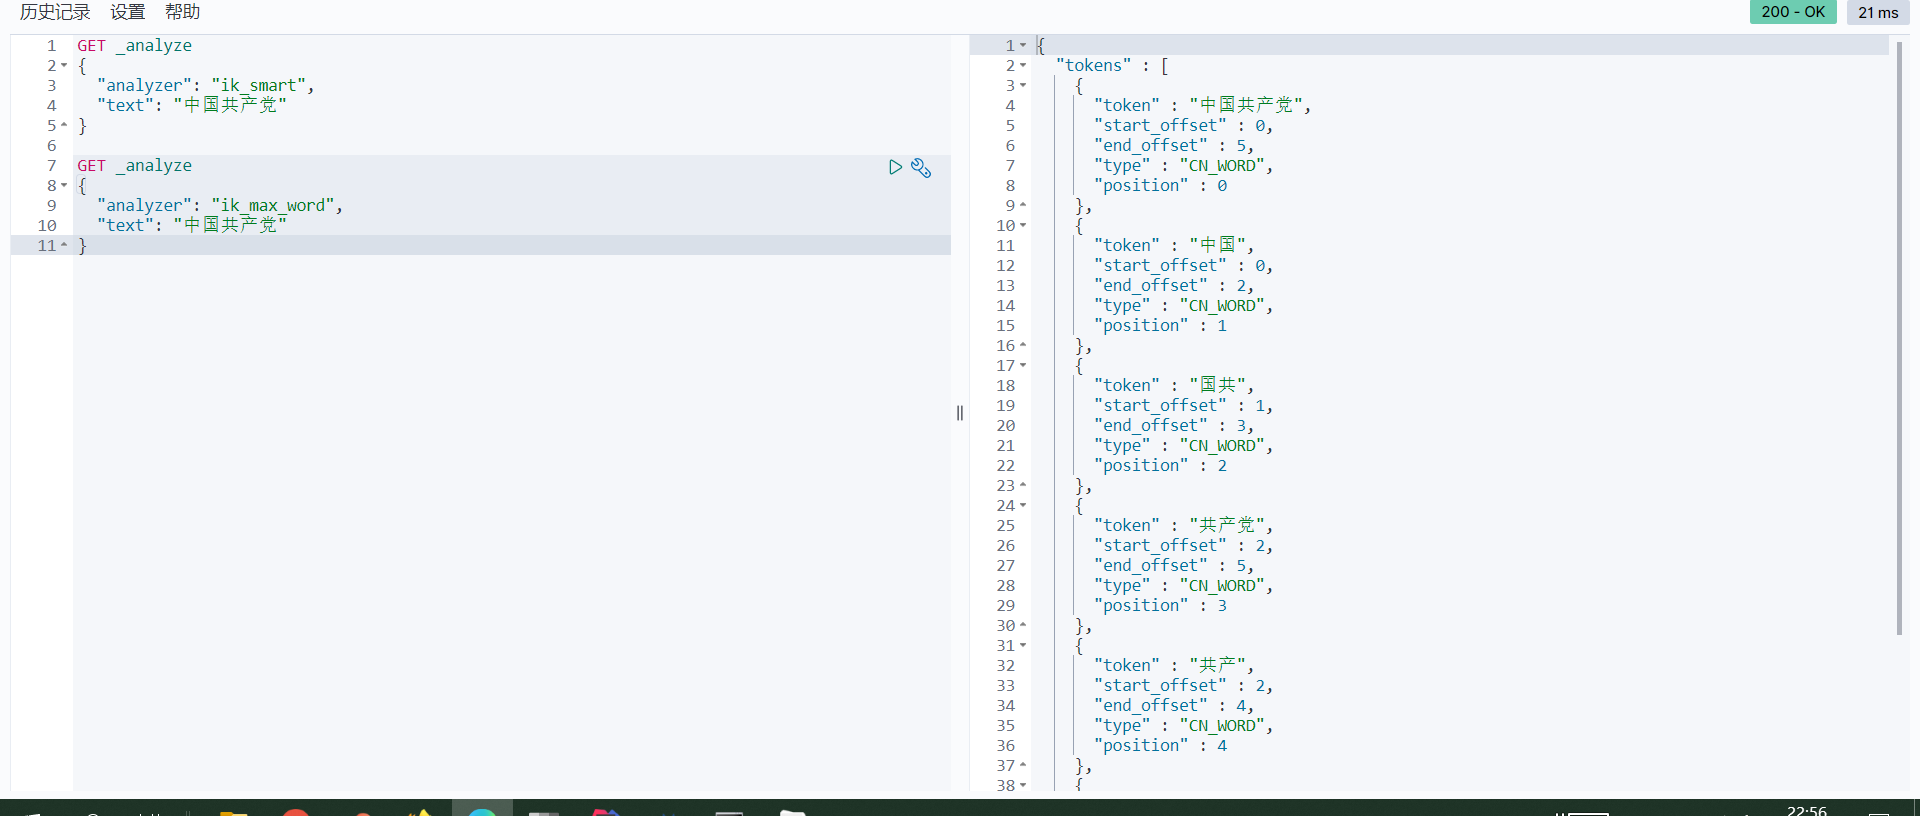 历史记录 设置 帮助
200 - OK 21 ms
1 GET _analyze
2 {
3 "analyzer": "ik_smart",
4 "text": "中国共产党"
5 }
6
7 GET _analyze
8 {
9 "analyzer": "ik_max_word",
10 "text": "中国共产党"
11 }
1 {
2 "tokens" : [
3 {
4 "token" : "中国共产党",
5 "start_offset" : 0,
6 "end_offset" : 5,
7 "type" : "CN_WORD",
8 "position" : 0
9 },
10 {
11 "token" : "中国",
12 "start_offset" : 0,
13 "end_offset" : 2,
14 "type" : "CN_WORD",
15 "position" : 1
16 },
17 {
18 "token" : "国共",
19 "start_offset" : 1,
20 "end_offset" : 3,
21 "type" : "CN_WORD",
22 "position" : 2
23 },
24 {
25 "token" : "共产党",
26 "start_offset" : 2,
27 "end_offset" : 5,
28 "type" : "CN_WORD",
29 "position" : 3
30 },
31 {
32 "token" : "共产",
33 "start_offset" : 2,
34 "end_offset" : 4,
35 "type" : "CN_WORD",
36 "position" : 4
37 },
38 {
22:56